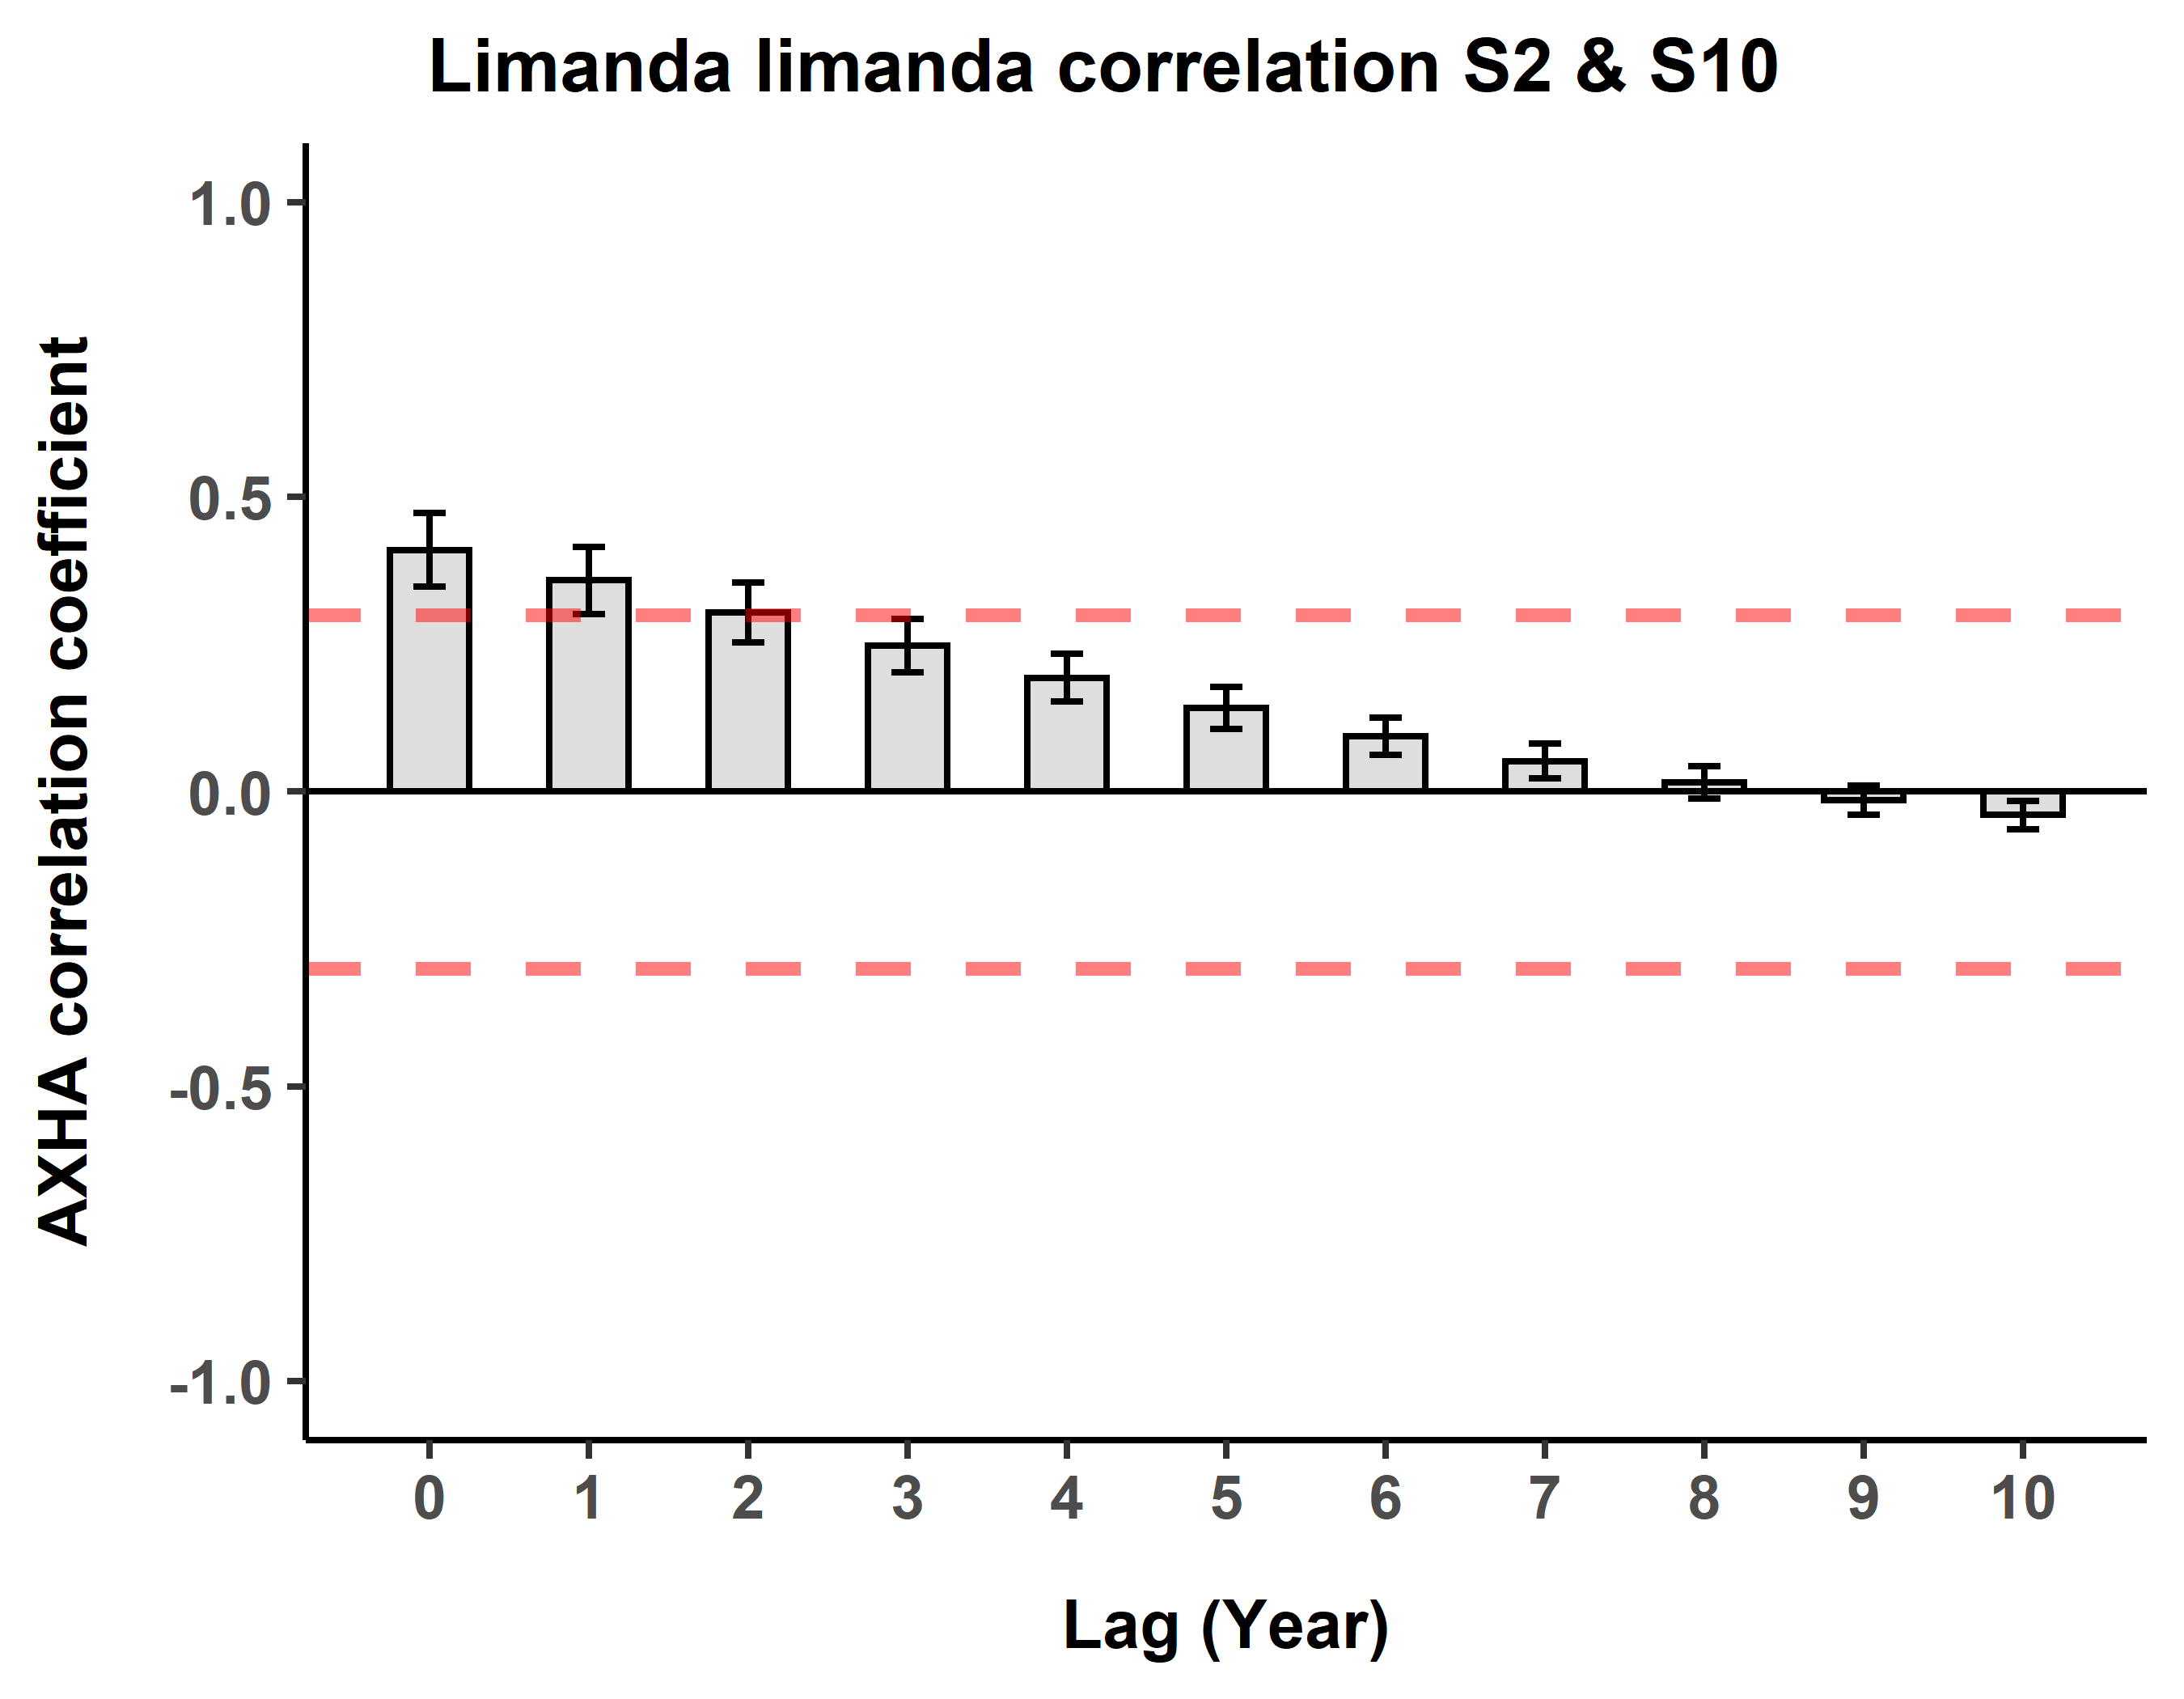 Limanda limanda correlation S2 & S10
AXHA correlation coefficient
1.0
0.5
0.0
-0.5
-1.0
0 1 2 3 4 5 6 7 8 9 10
Lag (Year)